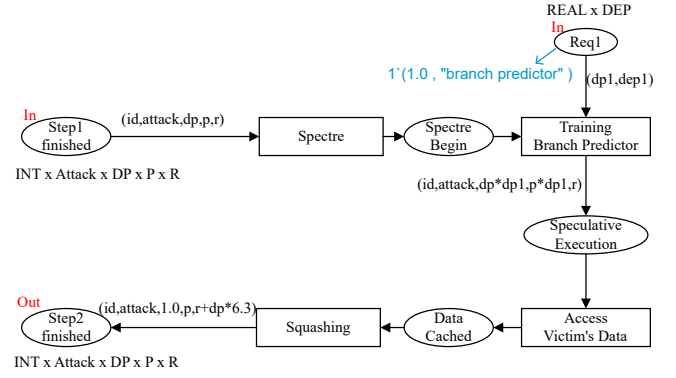 REAL x DEP
In
Req1
1`(1.0 , "branch predictor" )
(dp1,dep1)
In
Step1
finished
(id,attack,dp,p,r)
Spectre
Spectre
Begin
Training
Branch Predictor
INT x Attack x DP x P x R
(id,attack,dp*dp1,p*dp1,r)
Speculative
Execution
Out
Step2
finished
(id,attack,1.0,p,r+dp*6.3)
Squashing
Data
Cached
Access
Victim's Data
INT x Attack x DP x P x R